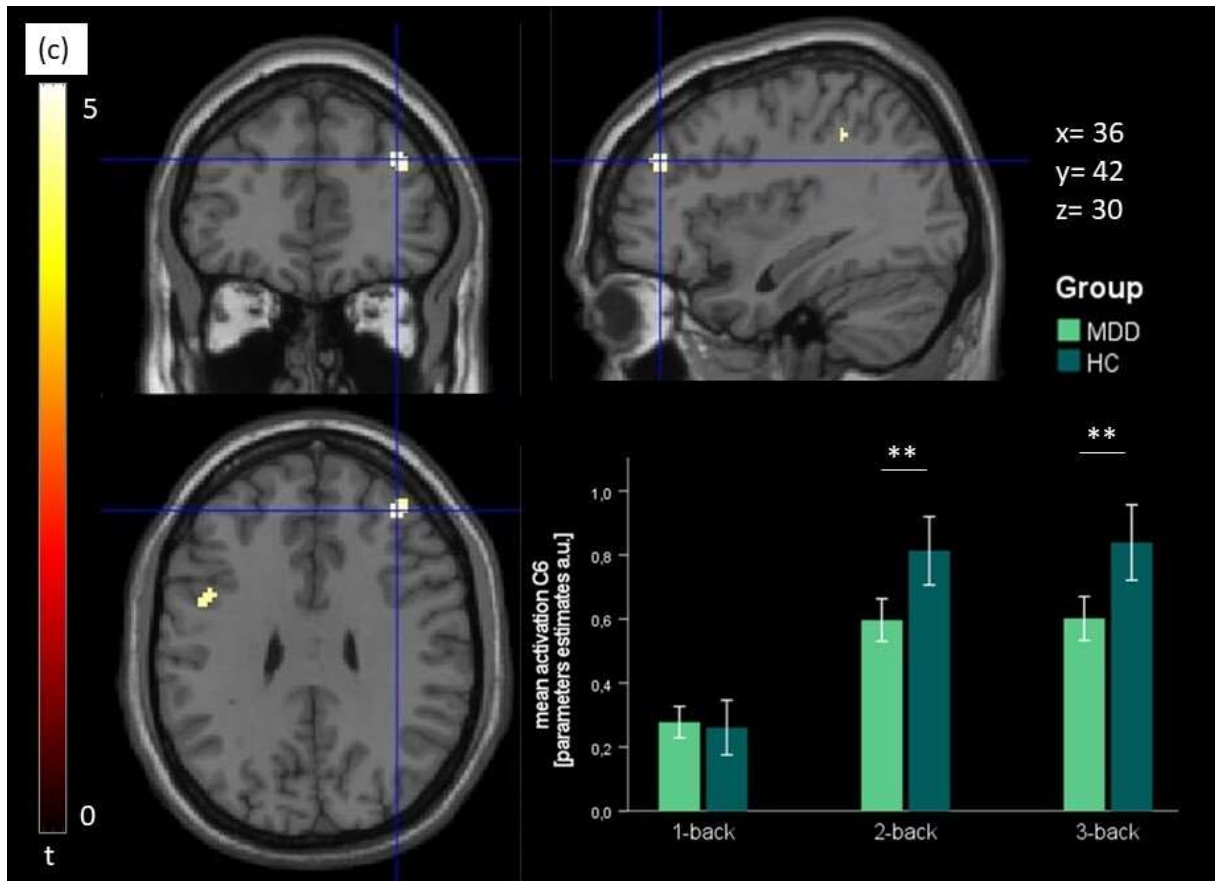 (c)
5
0
t
x= 36
y= 42
z= 30
Group
MDD
HC
** **
mean activation C6
[parameters estimates a.u.]
1,0
0,8
0,6
0,4
0,2
0,0
1-back 2-back 3-back